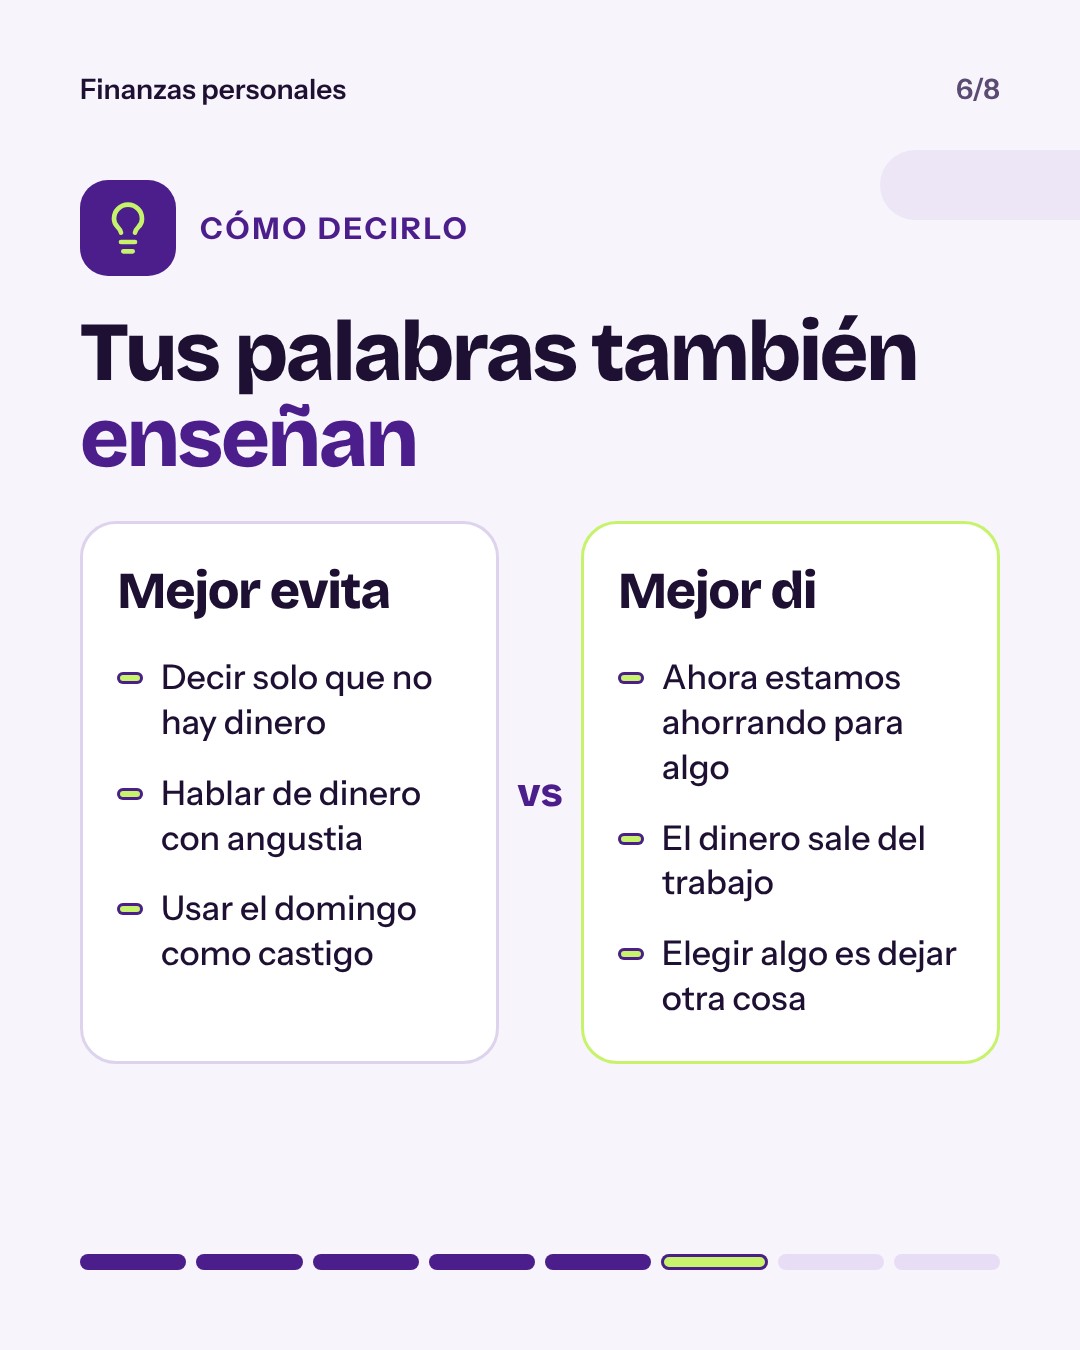 Finanzas personales
6/8
CÓMO DECIRLO
Tus palabras también
enseñan
Mejor evita
Decir solo que no
hay dinero
Hablar de dinero
con angustia
Usar el domingo
como castigo
vs
Mejor di
Ahora estamos
ahorrando para
algo
El dinero sale del
trabajo
Elegir algo es dejar
otra cosa